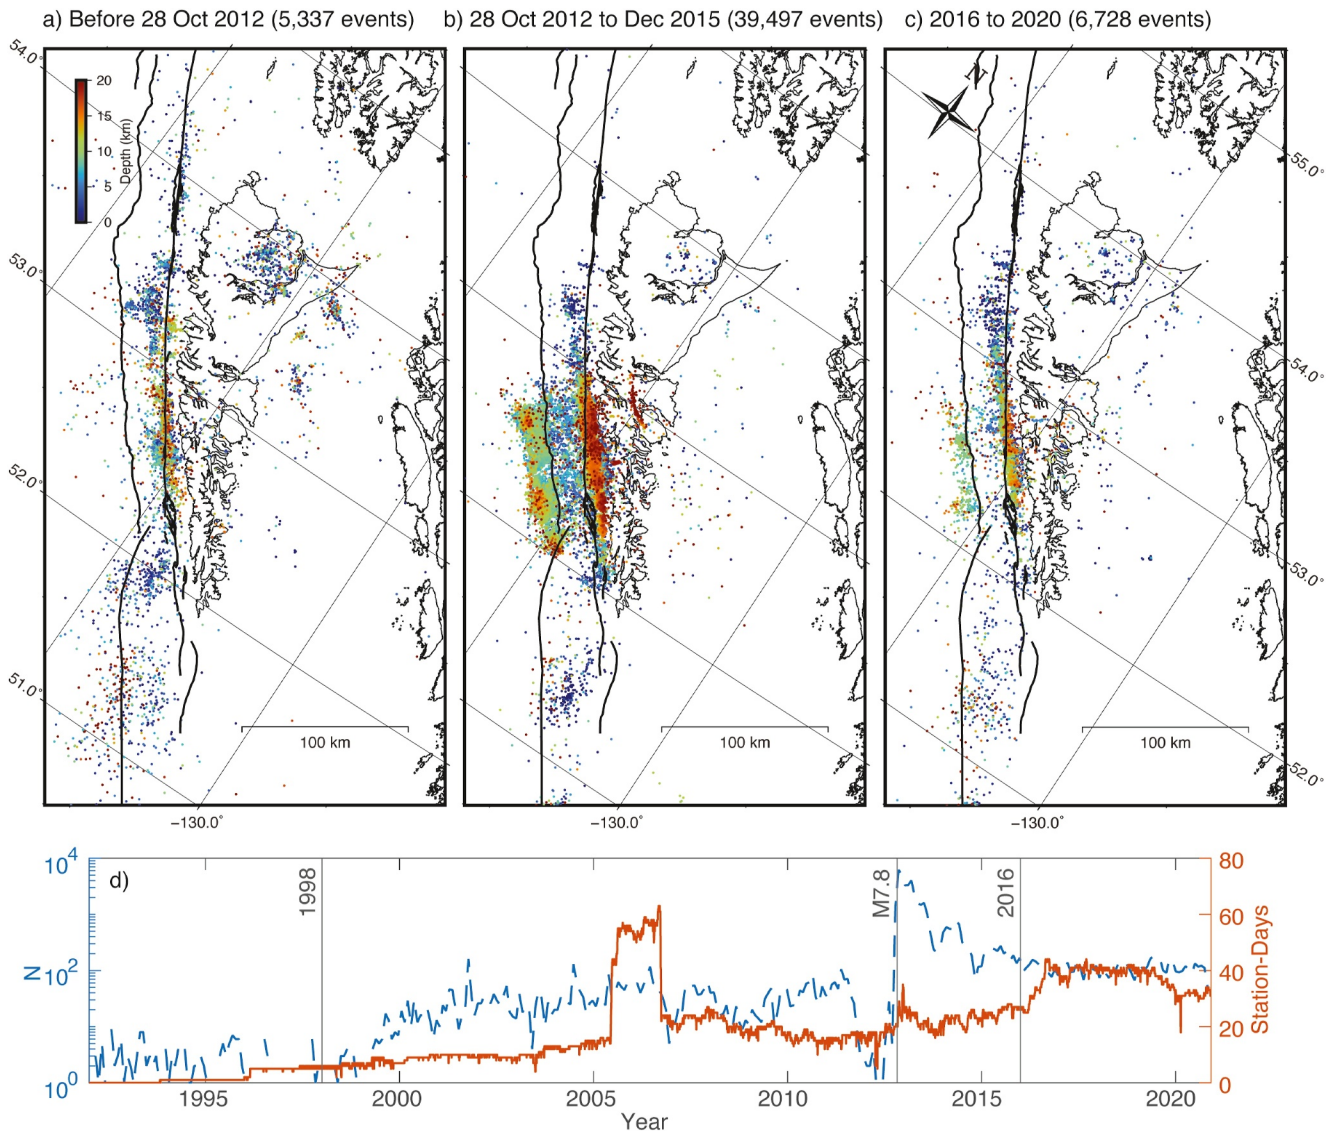 a) Before 28 Oct 2012 (5,337 events)
b) 28 Oct 2012 to Dec 2015 (39,497 events)
c) 2016 to 2020 (6,728 events)
54.0°
53.0°
52.0°
51.0°
20
15
10
5
0
Depth (km)
N
55.0°
54.0°
53.0°
52.0°
100 km
100 km
100 km
−130.0°
−130.0°
−130.0°
d)
10⁴
10²
10⁰
N
1998
M7.8
2016
80
60
40
20
0
Station-Days
1995
2000
2005
2010
2015
2020
Year